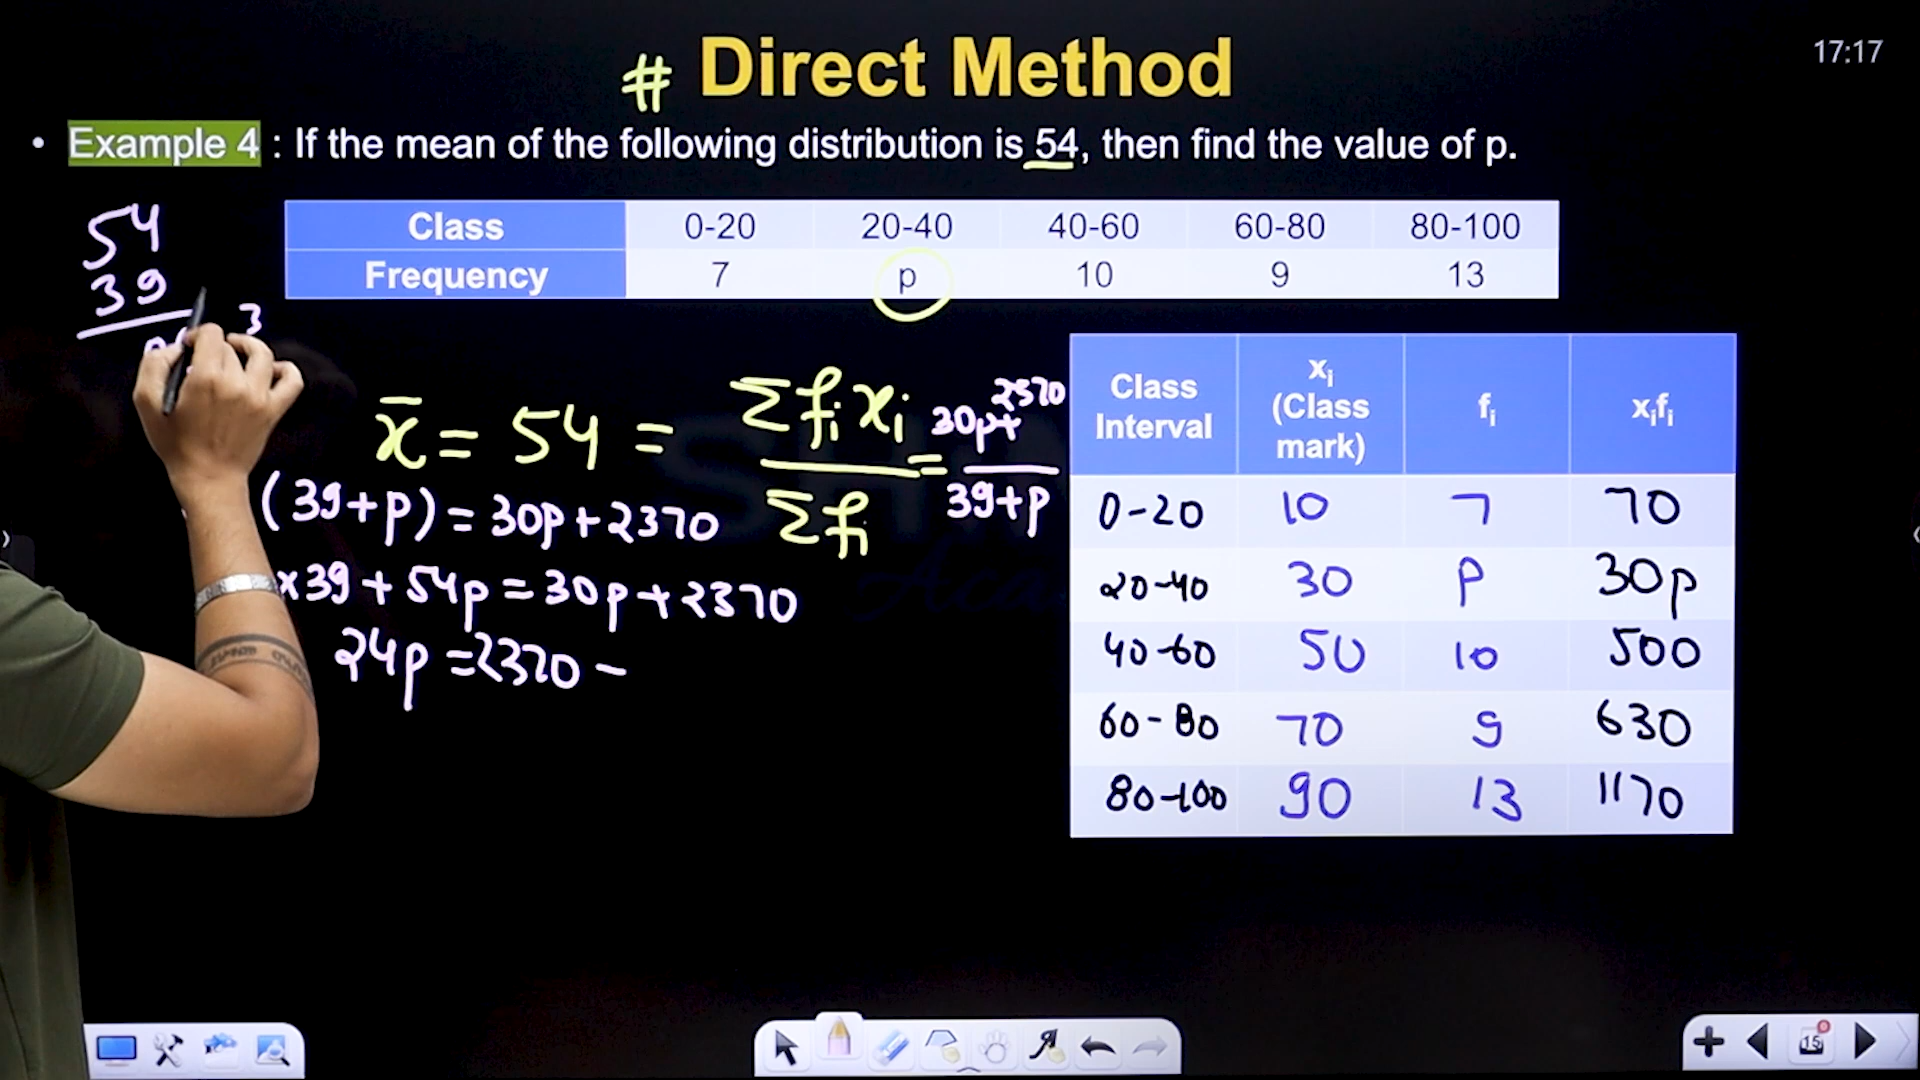 17:17
# Direct Method
• Example 4 : If the mean of the following distribution is 54, then find the value of p.
Class 0-20 20-40 40-60 60-80 80-100
Frequency 7 p 10 9 13
54
39
3
x̄ = 54 = Σfᵢxᵢ / Σfᵢ = 30p+2370 / 39+p
(39+p) = 30p+2370
×39 + 54p = 30p+2370
24p = 2370 −
Class Interval xᵢ (Class mark) fᵢ xᵢfᵢ
0-20 10 7 70
20-40 30 P 30p
40-60 50 10 500
60-80 70 9 630
80-100 90 13 1170
15